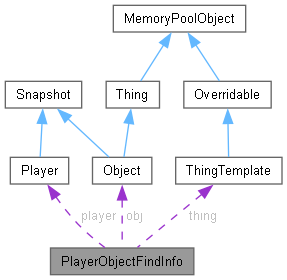 MemoryPoolObject
Snapshot Thing Overridable
Player Object ThingTemplate
player obj thing
PlayerObjectFindInfo